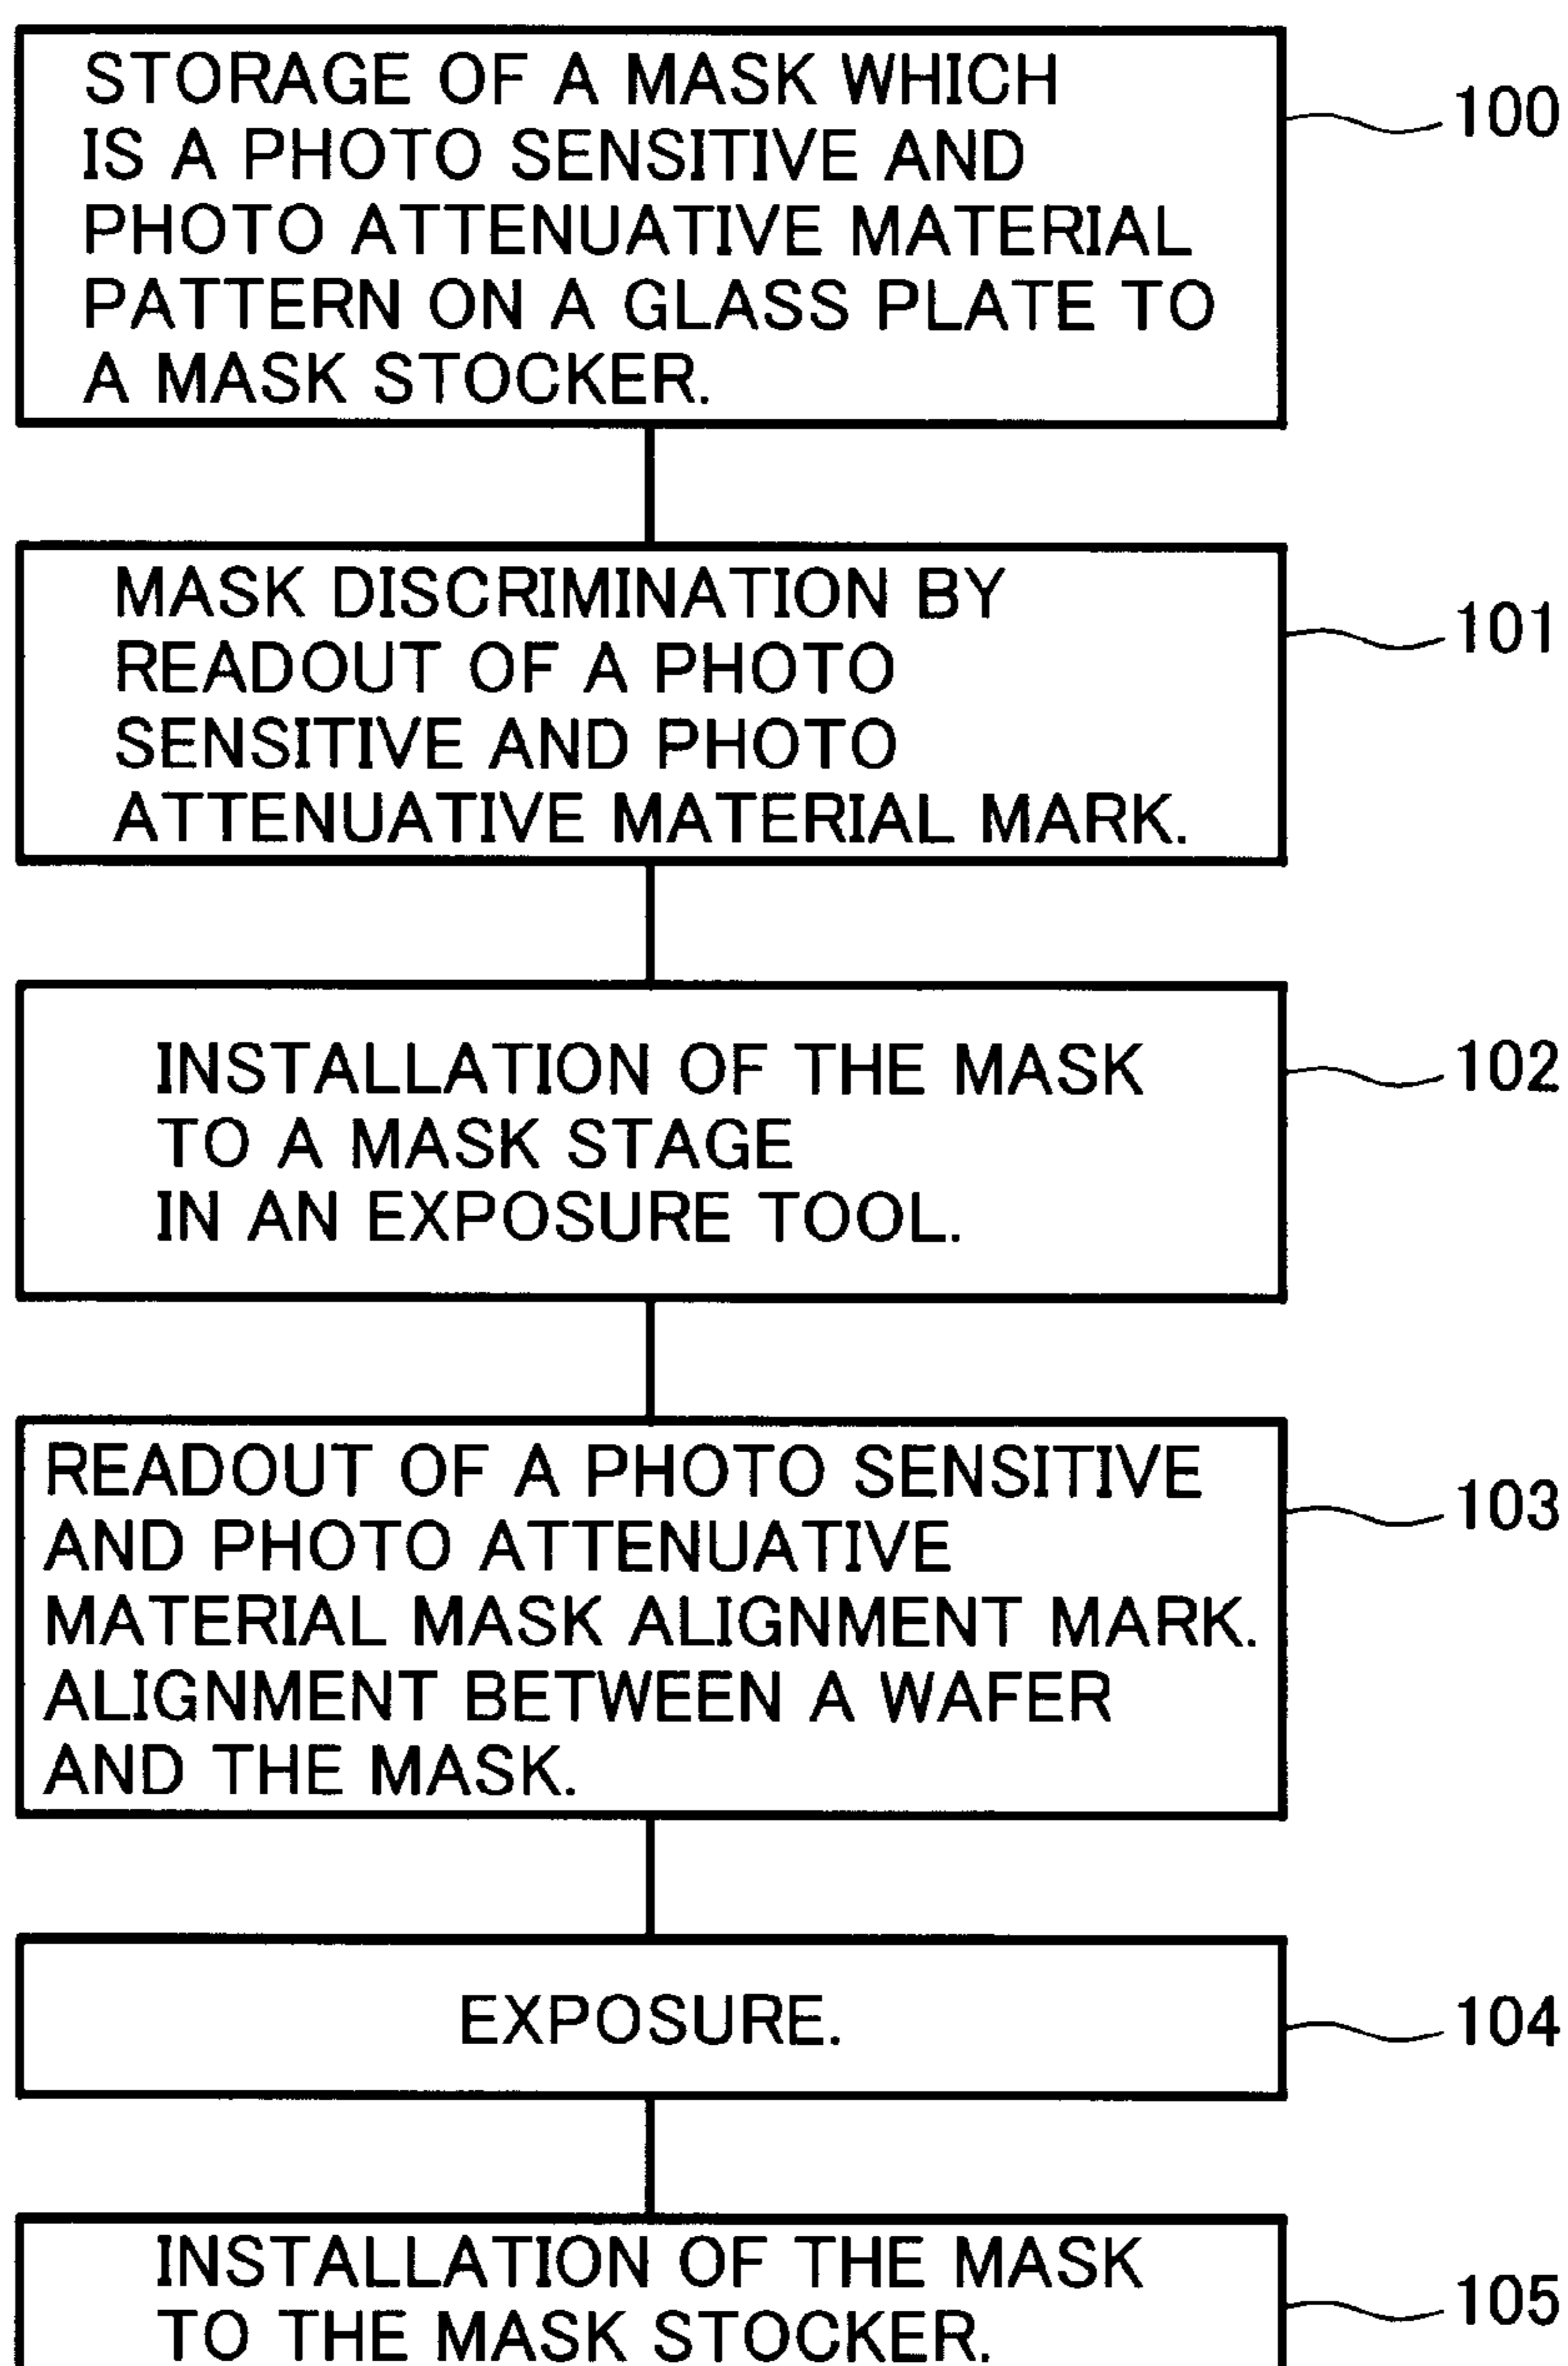 STORAGE OF A MASK WHICH
IS A PHOTO SENSITIVE AND
PHOTO ATTENUATIVE MATERIAL
PATTERN ON A GLASS PLATE TO
A MASK STOCKER.
100
MASK DISCRIMINATION BY
READOUT OF A PHOTO
SENSITIVE AND PHOTO
ATTENUATIVE MATERIAL MARK.
101
INSTALLATION OF THE MASK
TO A MASK STAGE
IN AN EXPOSURE TOOL.
102
READOUT OF A PHOTO SENSITIVE
AND PHOTO ATTENUATIVE
MATERIAL MASK ALIGNMENT MARK.
ALIGNMENT BETWEEN A WAFER
AND THE MASK.
103
EXPOSURE.
104
INSTALLATION OF THE MASK
TO THE MASK STOCKER.
105